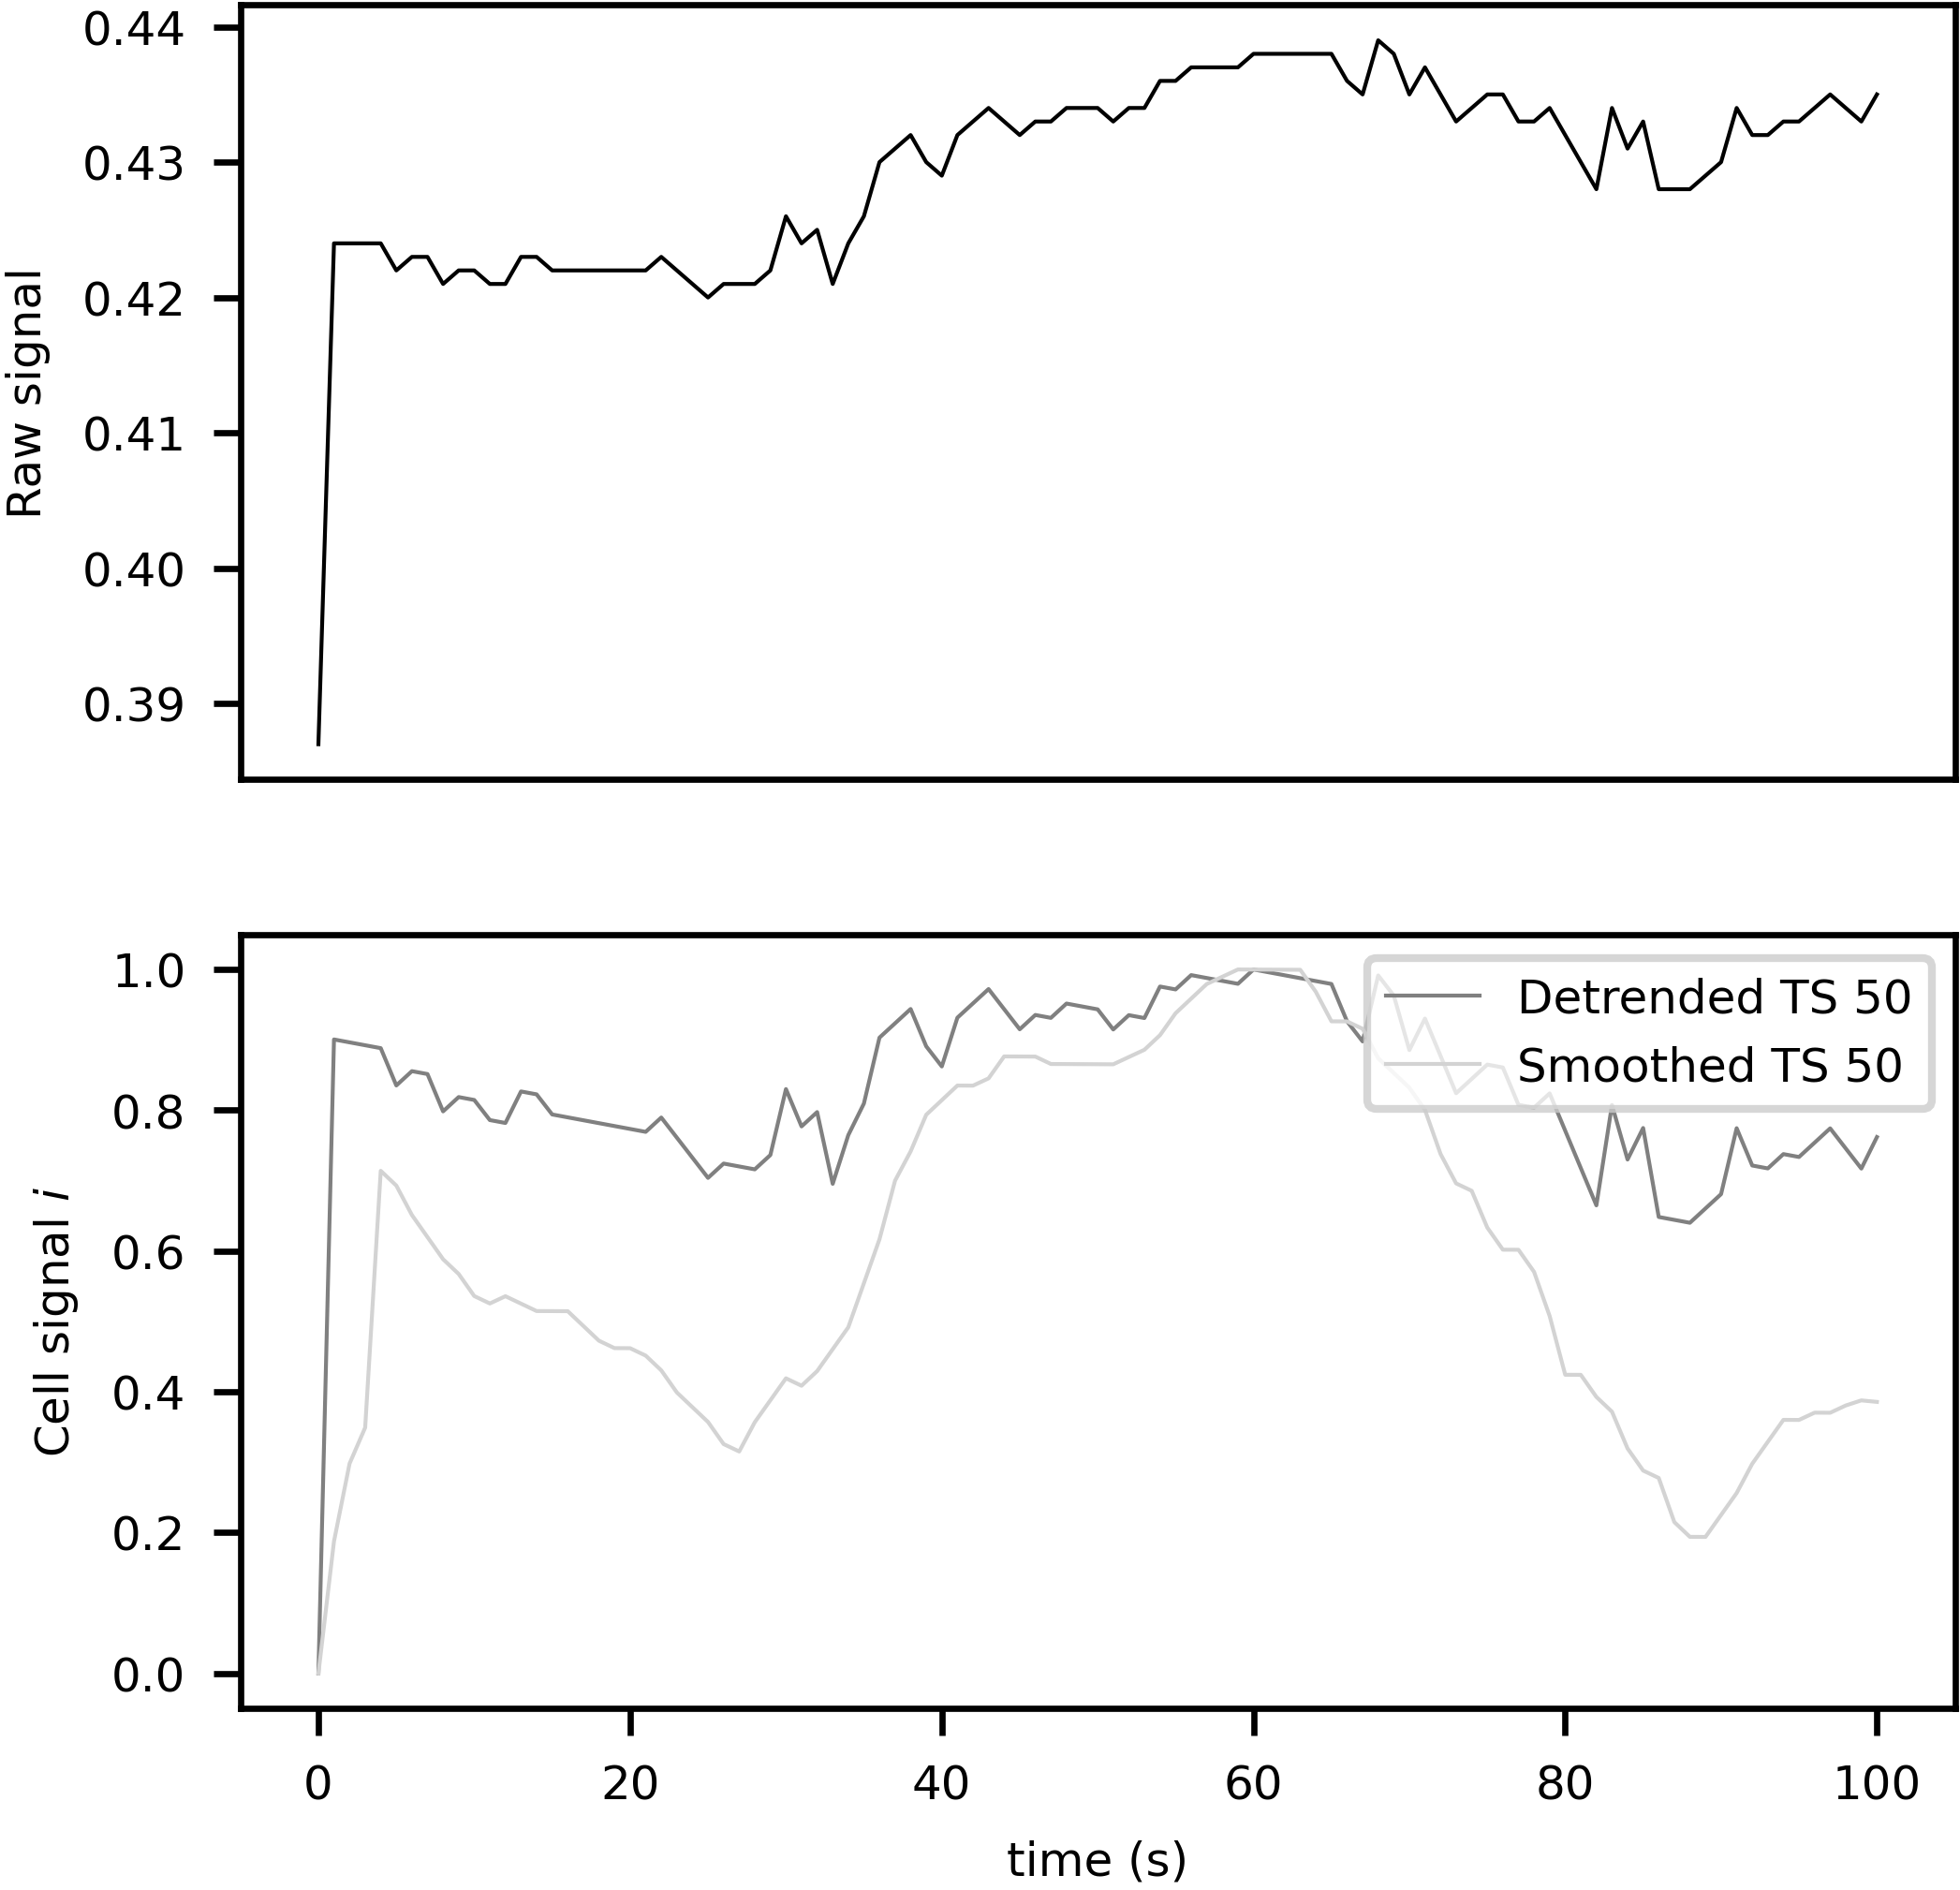 0.44
0.43
0.42
0.41
0.40
0.39
Raw signal
1.0
0.8
0.6
0.4
0.2
0.0
Cell signal i
Detrended TS 50
Smoothed TS 50
0 20 40 60 80 100
time (s)